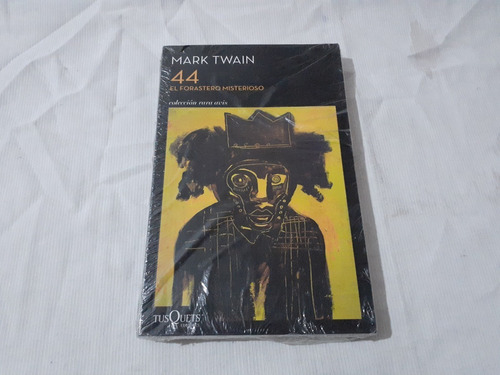 MARK TWAIN
44
EL FORASTERO MISTERIOSO
colección rara avis
TUSQUETS